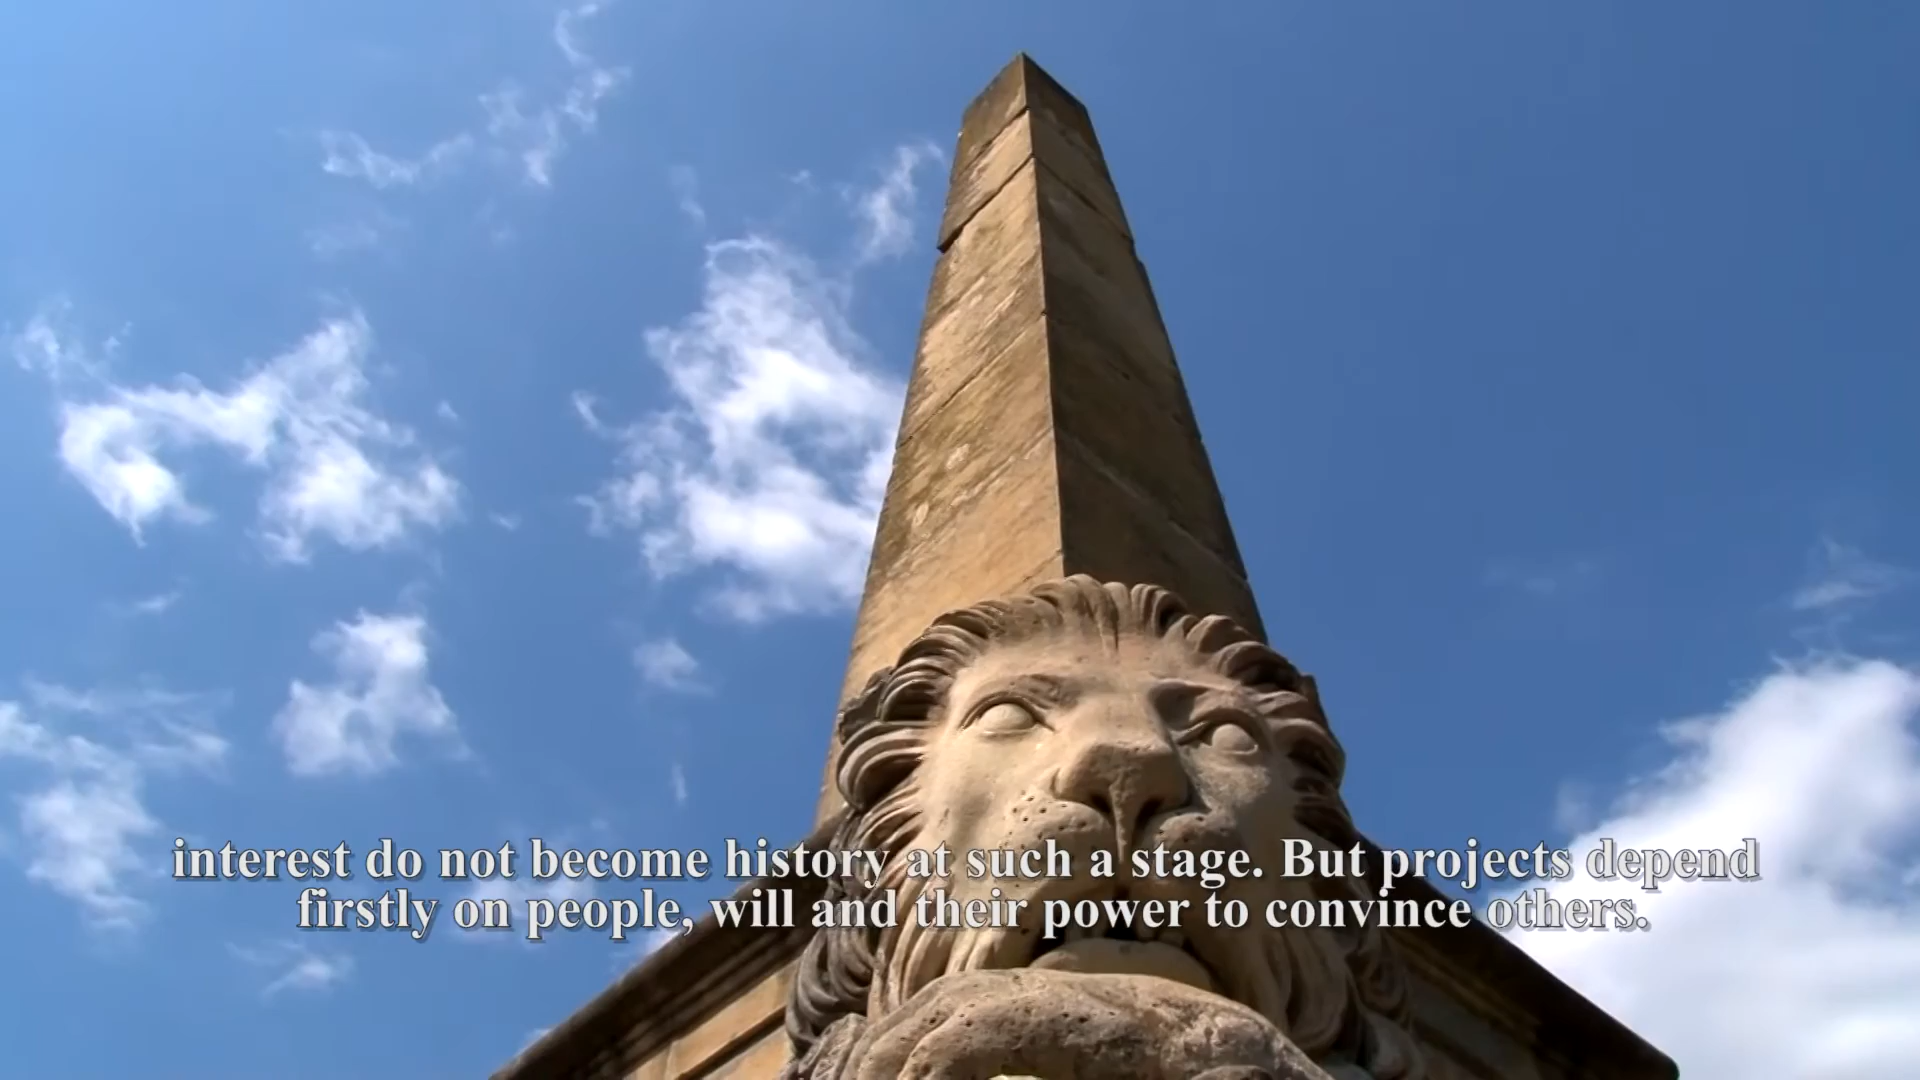 interest do not become history at such a stage. But projects depend
firstly on people, will and their power to convince others.